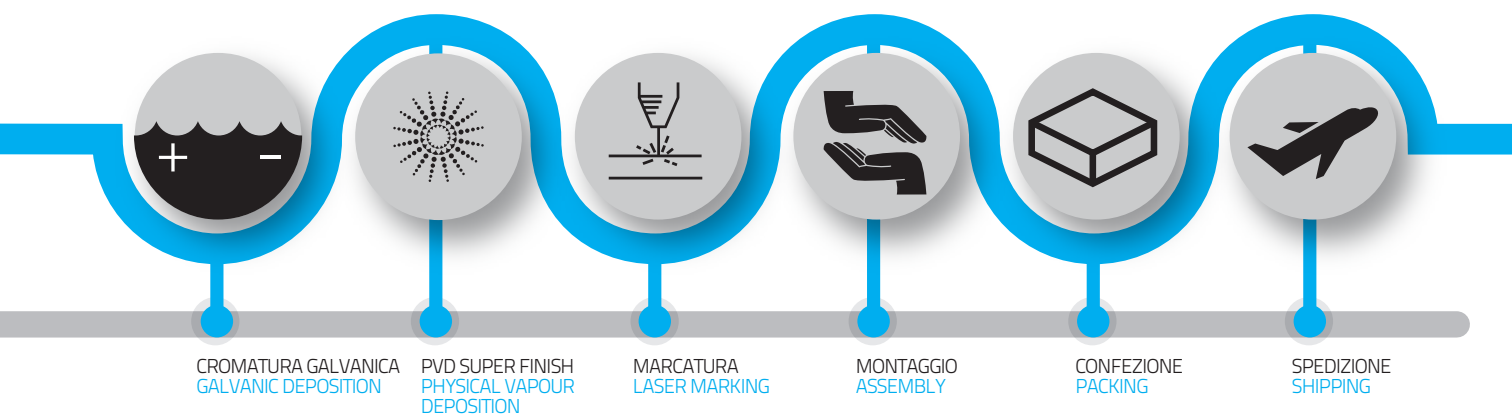 CROMATURA GALVANICA
GALVANIC DEPOSITION
PVD SUPER FINISH
PHYSICAL VAPOUR
DEPOSITION
MARCATURA
LASER MARKING
MONTAGGIO
ASSEMBLY
CONFEZIONE
PACKING
SPEDIZIONE
SHIPPING